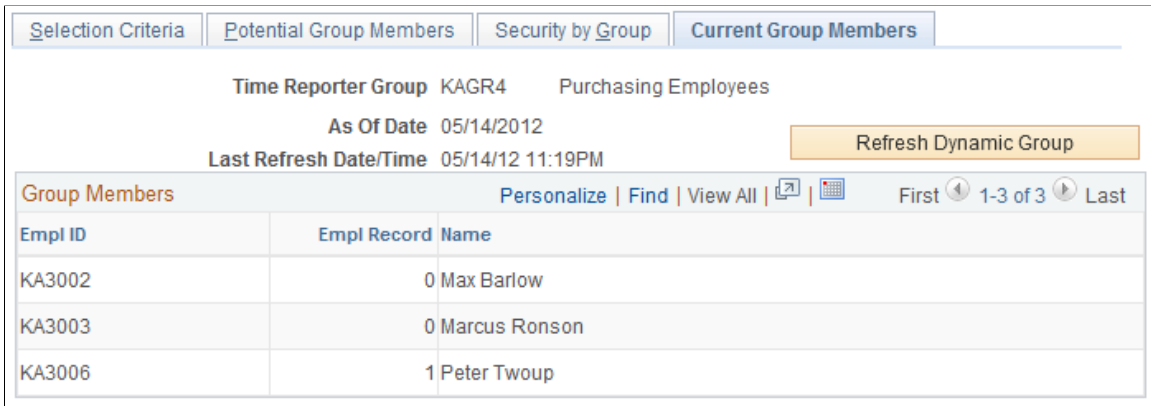 Selection Criteria Potential Group Members Security by Group Current Group Members
Time Reporter Group KAGR4 Purchasing Employees
As Of Date 05/14/2012
Refresh Dynamic Group
Last Refresh Date/Time 05/14/12 11:19PM
Group Members Personalize | Find | View All | | First 1-3 of 3 Last
Empl ID Empl Record Name
KA3002 0 Max Barlow
KA3003 0 Marcus Ronson
KA3006 1 Peter Twoup